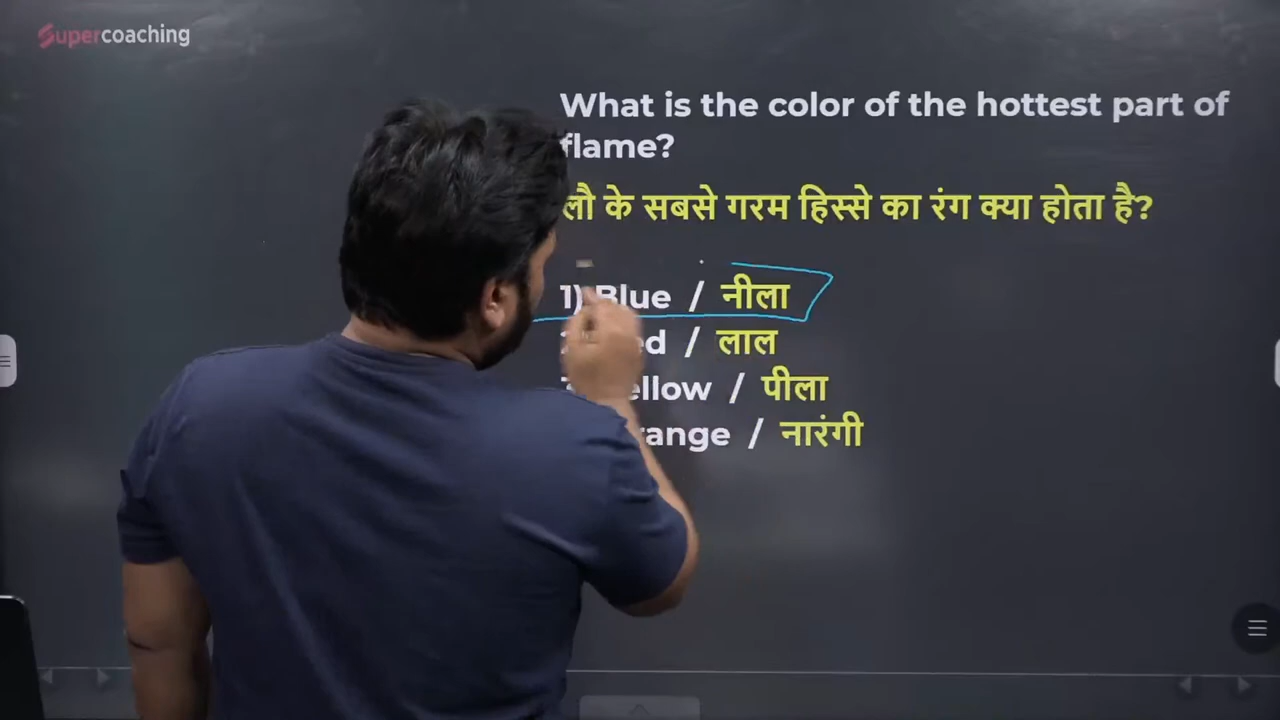 Supercoaching
What is the color of the hottest part of
flame?
लौ के सबसे गरम हिस्से का रंग क्या होता है?
1) Blue / नीला
/ लाल
/ पीला
/ नारंगी